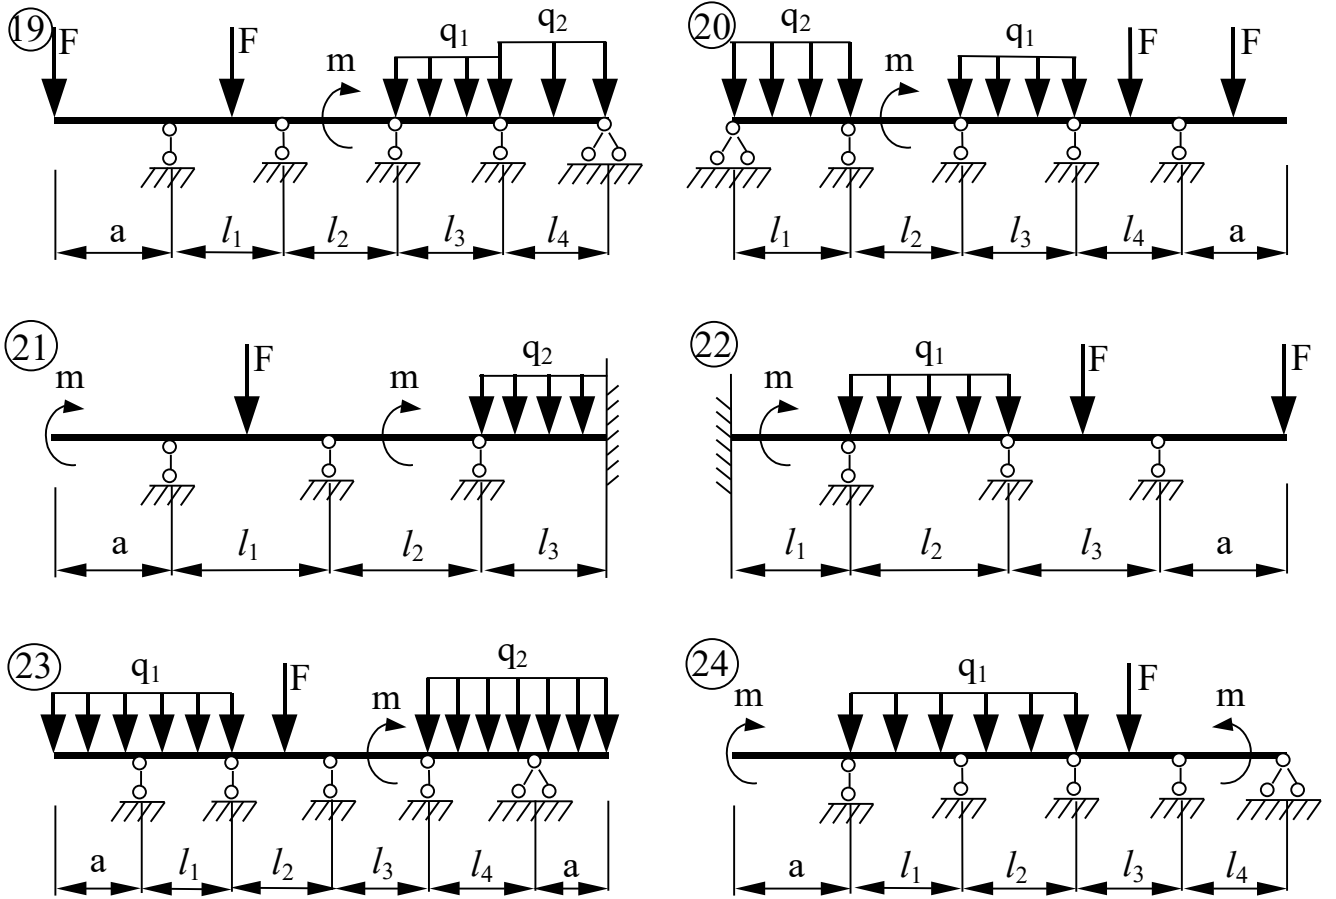 19 F F m q1 q2
a l1 l2 l3 l4
20 q2 m q1 F F
l1 l2 l3 l4 a
21 m F m q2
a l1 l2 l3
22 m q1 F F
l1 l2 l3 a
23 q1 F m q2
a l1 l2 l3 l4 a
24 m q1 F m
a l1 l2 l3 l4